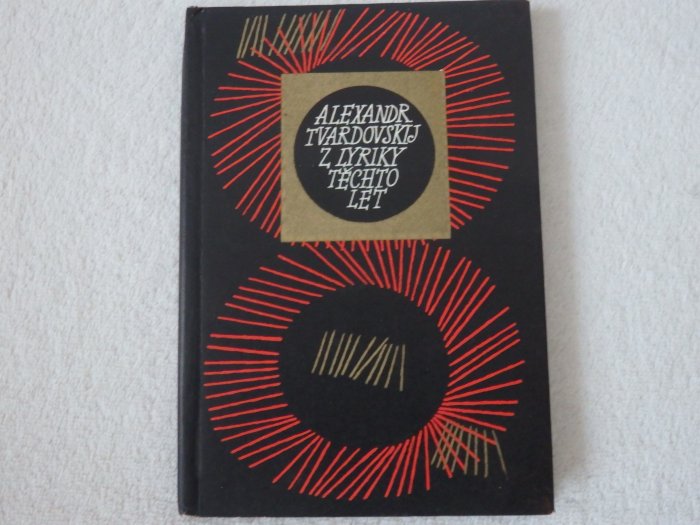 ALEXANDR
TVARDOVSKIJ
Z LYRIKY
TĚCHTO
LET